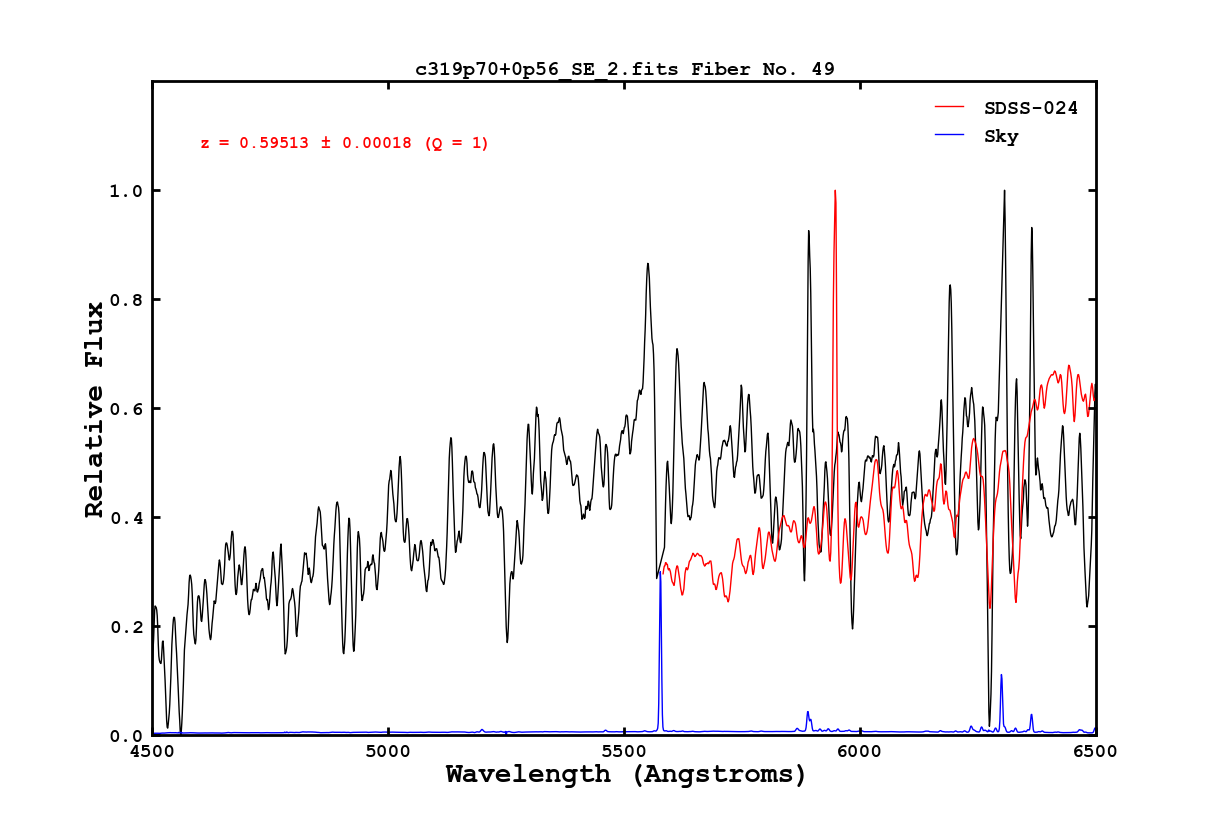 c319p70+0p56_SE_2.fits Fiber No. 49
SDSS-024
Sky
z = 0.59513 ± 0.00018 (Q = 1)
1.0
0.8
0.6
0.4
0.2
0.0
Relative Flux
4500 5000 5500 6000 6500
Wavelength (Angstroms)